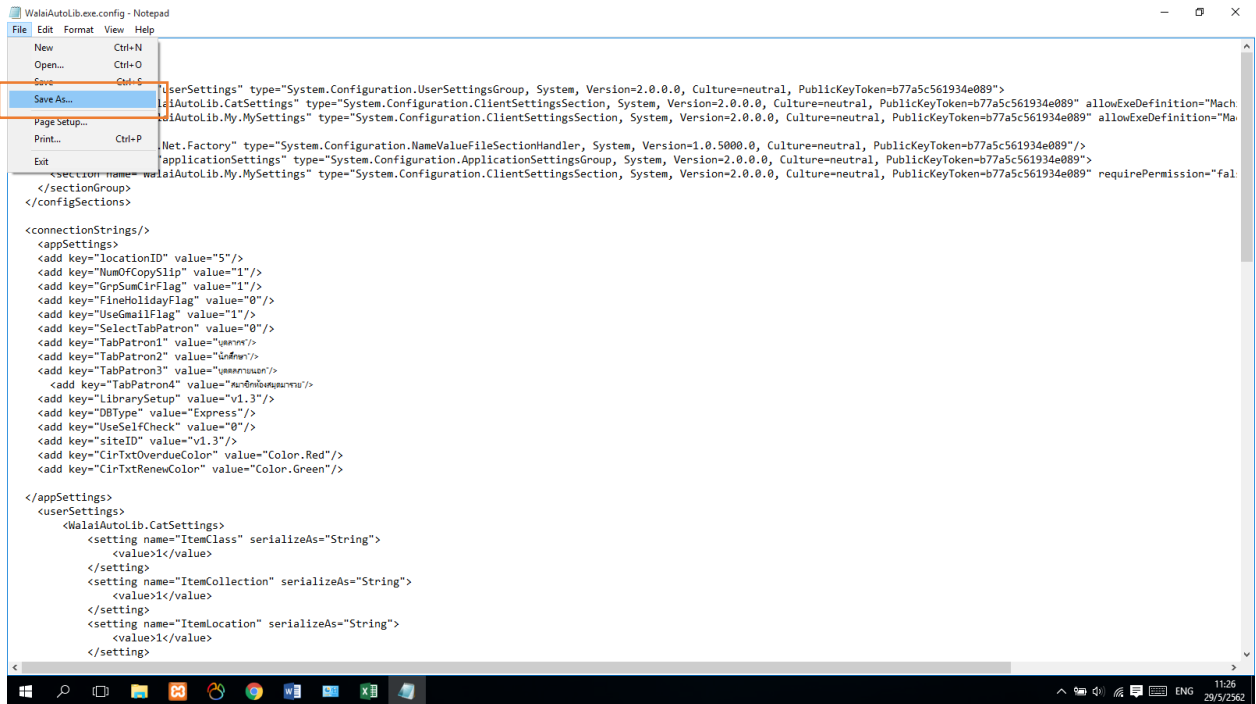 WalaiAutoLib.exe.config - Notepad
File Edit Format View Help
New Ctrl+N
Open... Ctrl+O
Save Ctrl+S
Save As...
Page Setup...
Print... Ctrl+P
Exit
"userSettings" type="System.Configuration.UserSettingsGroup, System, Version=2.0.0.0, Culture=neutral, PublicKeyToken=b77a5c561934e089">
laiAutoLib.CatSettings" type="System.Configuration.ClientSettingsSection, System, Version=2.0.0.0, Culture=neutral, PublicKeyToken=b77a5c561934e089" allowExeDefinition="Mach
laiAutoLib.My.MySettings" type="System.Configuration.ClientSettingsSection, System, Version=2.0.0.0, Culture=neutral, PublicKeyToken=b77a5c561934e089" allowExeDefinition="Ma
.Net.Factory" type="System.Configuration.NameValueFileSectionHandler, System, Version=1.0.5000.0, Culture=neutral, PublicKeyToken=b77a5c561934e089"/>
"applicationSettings" type="System.Configuration.ApplicationSettingsGroup, System, Version=2.0.0.0, Culture=neutral, PublicKeyToken=b77a5c561934e089">
<section name="WalaiAutoLib.My.MySettings" type="System.Configuration.ClientSettingsSection, System, Version=2.0.0.0, Culture=neutral, PublicKeyToken=b77a5c561934e089" requirePermission="fal
</sectionGroup>
</configSections>
<connectionStrings/>
<appSettings>
<add key="locationID" value="5"/>
<add key="NumOfCopySlip" value="1"/>
<add key="GrpSumCirFlag" value="1"/>
<add key="FineHolidayFlag" value="0"/>
<add key="UseGmailFlag" value="1"/>
<add key="SelectTabPatron" value="0"/>
<add key="TabPatron1" value="บุคลากร"/>
<add key="TabPatron2" value="นักศึกษา"/>
<add key="TabPatron3" value="บุคคลภายนอก"/>
<add key="TabPatron4" value="สมาชิกห้องสมุดมารวย"/>
<add key="LibrarySetup" value="v1.3"/>
<add key="DBType" value="Express"/>
<add key="UseSelfCheck" value="0"/>
<add key="siteID" value="v1.3"/>
<add key="CirTxtOverdueColor" value="Color.Red"/>
<add key="CirTxtRenewColor" value="Color.Green"/>
</appSettings>
<userSettings>
<WalaiAutoLib.CatSettings>
<setting name="ItemClass" serializeAs="String">
<value>1</value>
</setting>
<setting name="ItemCollection" serializeAs="String">
<value>1</value>
</setting>
<setting name="ItemLocation" serializeAs="String">
<value>1</value>
</setting>
ENG
11:26
29/5/2562